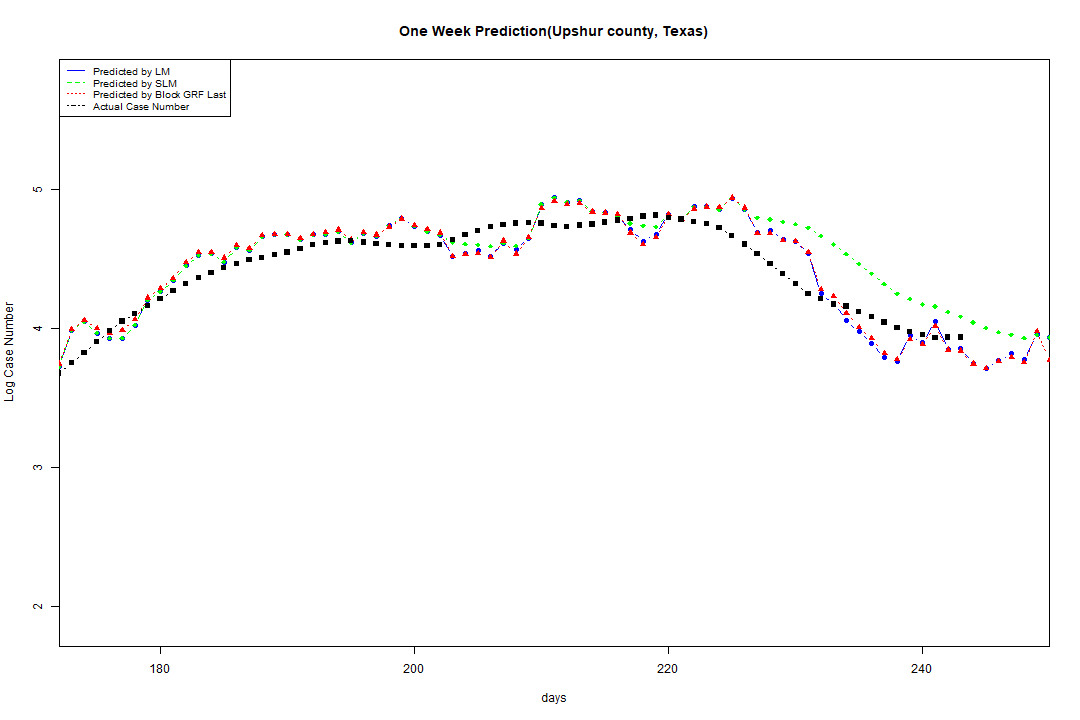 One Week Prediction(Upshur county, Texas)
Predicted by LM
Predicted by SLM
Predicted by Block GRF Last
Actual Case Number
5
4
3
2
Log Case Number
180
200
220
240
days